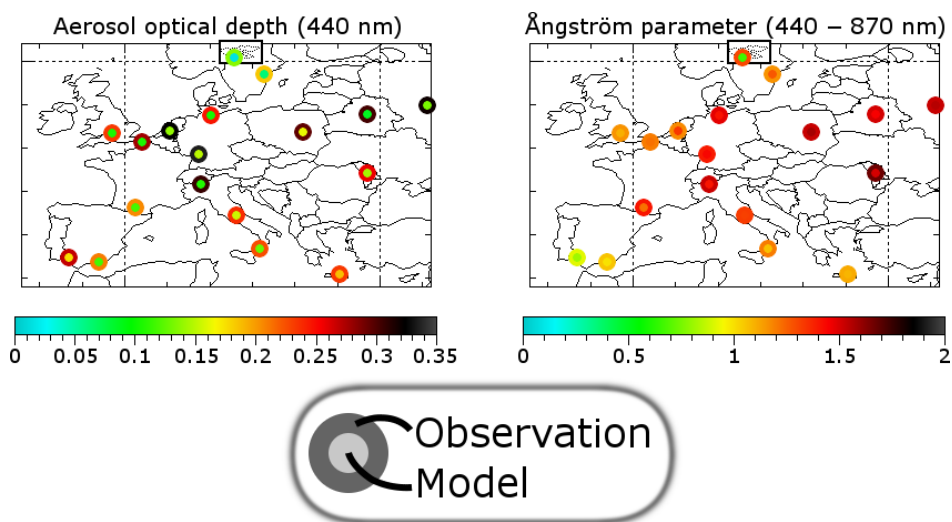 Aerosol optical depth (440 nm)
Ångström parameter (440 − 870 nm)
0 0.05 0.1 0.15 0.2 0.25 0.3 0.35
0 0.5 1 1.5 2
Observation
Model